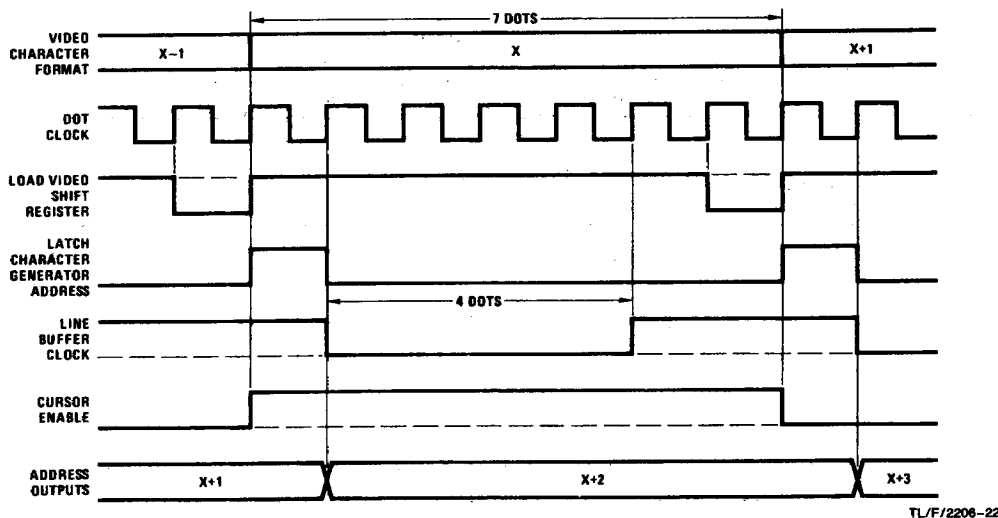 7 DOTS
VIDEO
CHARACTER
FORMAT
X–1
X
X+1
DOT
CLOCK
LOAD VIDEO
SHIFT
REGISTER
LATCH
CHARACTER
GENERATOR
ADDRESS
4 DOTS
LINE
BUFFER
CLOCK
CURSOR
ENABLE
ADDRESS
OUTPUTS
X+1
X+2
X+3
TL/F/2206–22